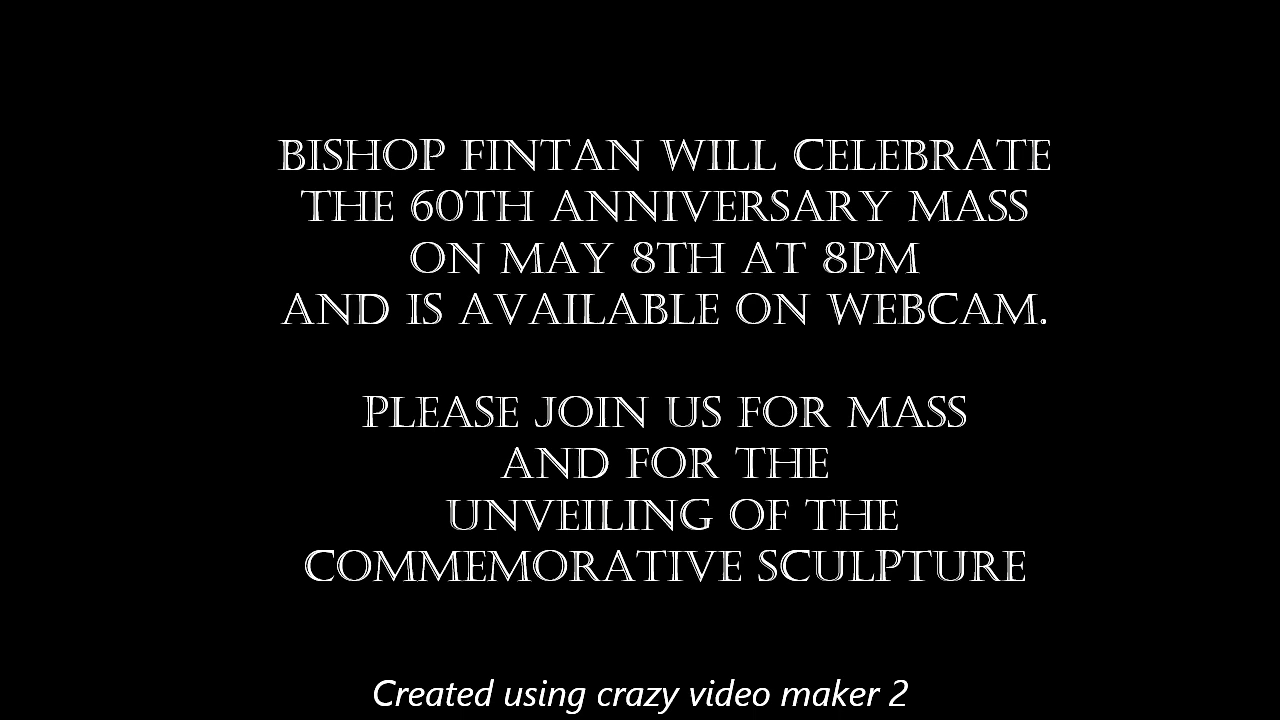 BISHOP FINTAN WILL CELEBRATE
THE 60TH ANNIVERSARY MASS
ON MAY 8TH AT 8PM
AND IS AVAILABLE ON WEBCAM.
PLEASE JOIN US FOR MASS
AND FOR THE
UNVEILING OF THE
COMMEMORATIVE SCULPTURE
Created using crazy video maker 2